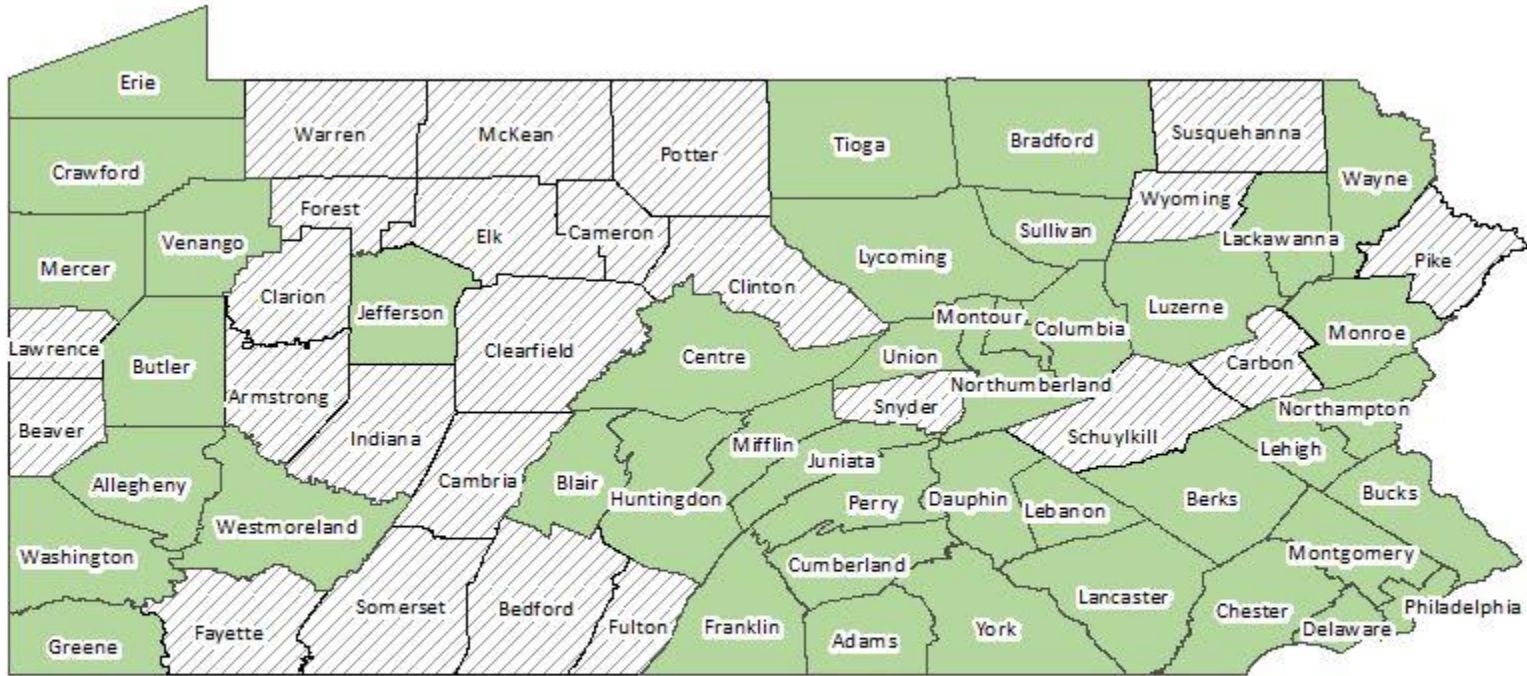 Erie
Warren
McKean
Potter
Tioga
Bradford
Susquehanna
Crawford
Wayne
Wyoming
Forest
Venango
Elk
Cameron
Sullivan
Lackawanna
Mercer
Lycoming
Pike
Clarion
Clinton
Jefferson
Luzerne
Montour
Columbia
Monroe
Lawrence
Clearfield
Centre
Union
Butler
Carbon
Armstrong
Northumberland
Snyder
Northampton
Beaver
Indiana
Schuylkill
Mifflin
Lehigh
Juniata
Cambria
Blair
Allegheny
Huntingdon
Perry
Dauphin
Lebanon
Berks
Bucks
Westmoreland
Washington
Montgomery
Cumberland
Lancaster
Somerset
Bedford
Philadelphia
Chester
Fayette
Fulton
Franklin
York
Delaware
Adams
Greene